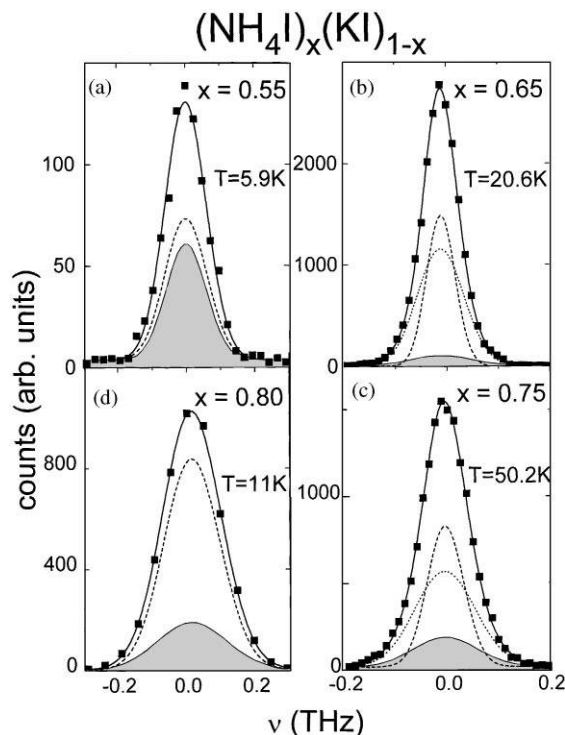 (NH₄I)ₓ(KI)₁₋ₓ
(a) x = 0.55
T=5.9K
120
60
0
(b) x = 0.65
T=20.6K
2000
1000
0
(d) x = 0.80
T=11K
800
400
0
-0.2 0.0 0.2
(c) x = 0.75
T=50.2K
1000
0
-0.2 0.0 0.2
counts (arb. units)
ν (THz)